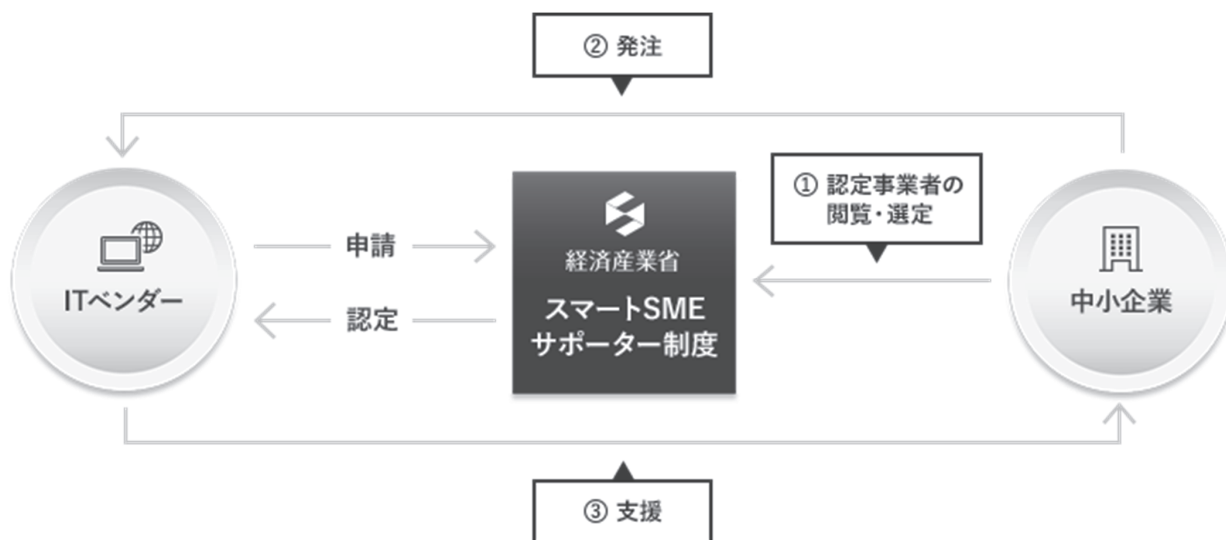 ② 発注
① 認定事業者の
閲覧・選定
申請
経済産業省
ITベンダー
スマートSME
サポーター制度
中小企業
認定
③ 支援